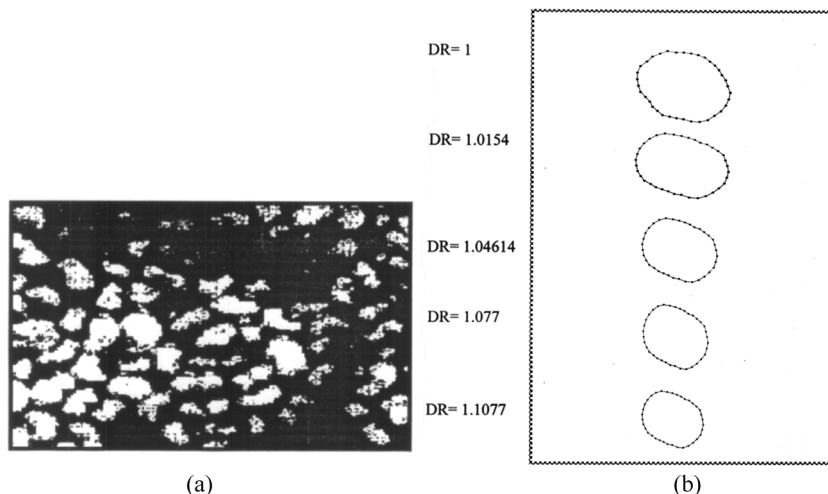 DR= 1
DR= 1.0154
DR= 1.04614
DR= 1.077
DR= 1.1077
(a)
(b)